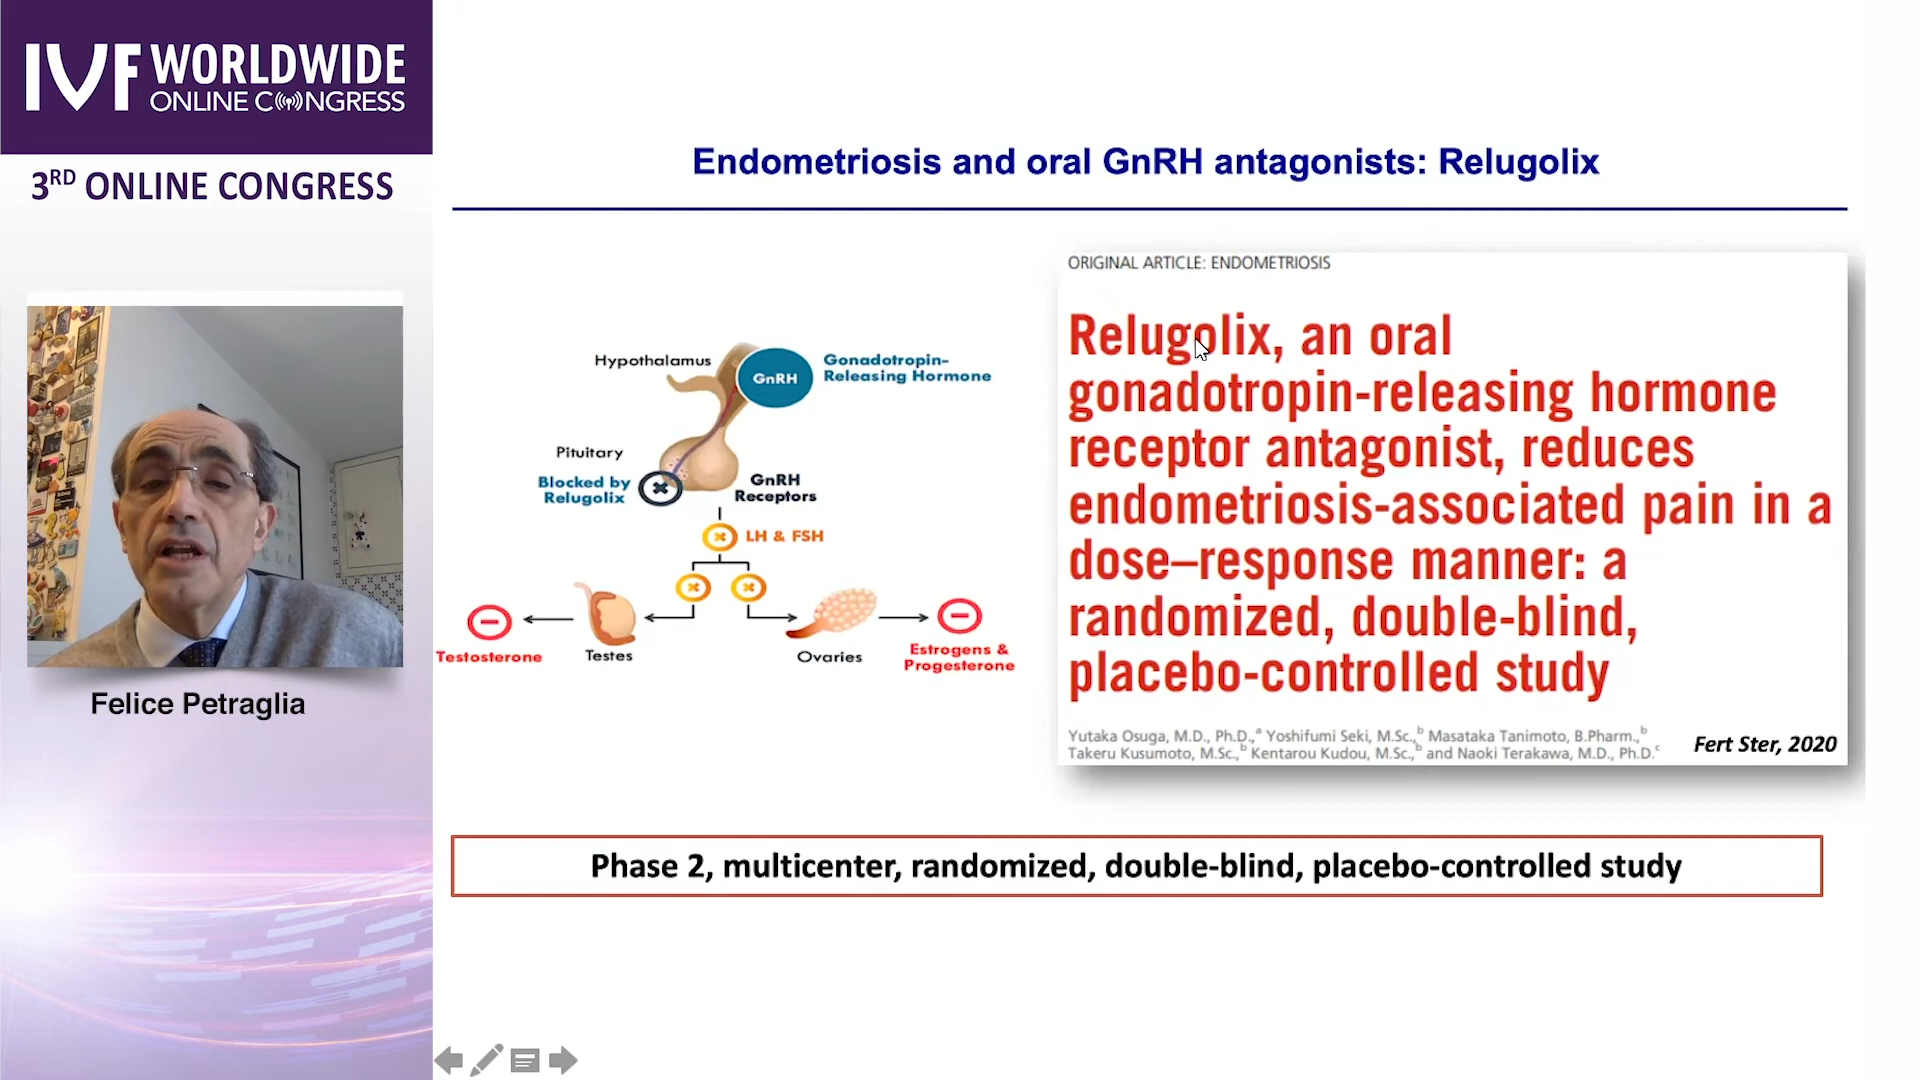 IVF WORLDWIDE
ONLINE CONGRESS
3RD ONLINE CONGRESS
Felice Petraglia
Endometriosis and oral GnRH antagonists: Relugolix
Hypothalamus
GnRH
Gonadotropin-
Releasing Hormone
Pituitary
Blocked by
Relugolix
GnRH
Receptors
LH & FSH
Testosterone
Testes
Ovaries
Estrogens &
Progesterone
ORIGINAL ARTICLE: ENDOMETRIOSIS
Relugolix, an oral
gonadotropin-releasing hormone
receptor antagonist, reduces
endometriosis-associated pain in a
dose–response manner: a
randomized, double-blind,
placebo-controlled study
Yutaka Osuga, M.D., Ph.D.,a Yoshifumi Seki, M.Sc.,b Masataka Tanimoto, B.Pharm.,b
Takeru Kusumoto, M.Sc.,b Kentarou Kudou, M.Sc.,b and Naoki Terakawa, M.D., Ph.D.c
Fert Ster, 2020
Phase 2, multicenter, randomized, double-blind, placebo-controlled study